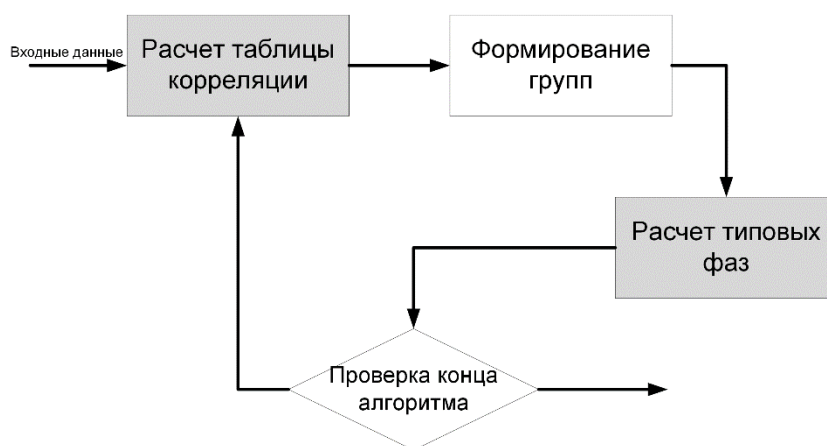 Входные данные
Расчет таблицы
корреляции
Формирование
групп
Расчет типовых
фаз
Проверка конца
алгоритма